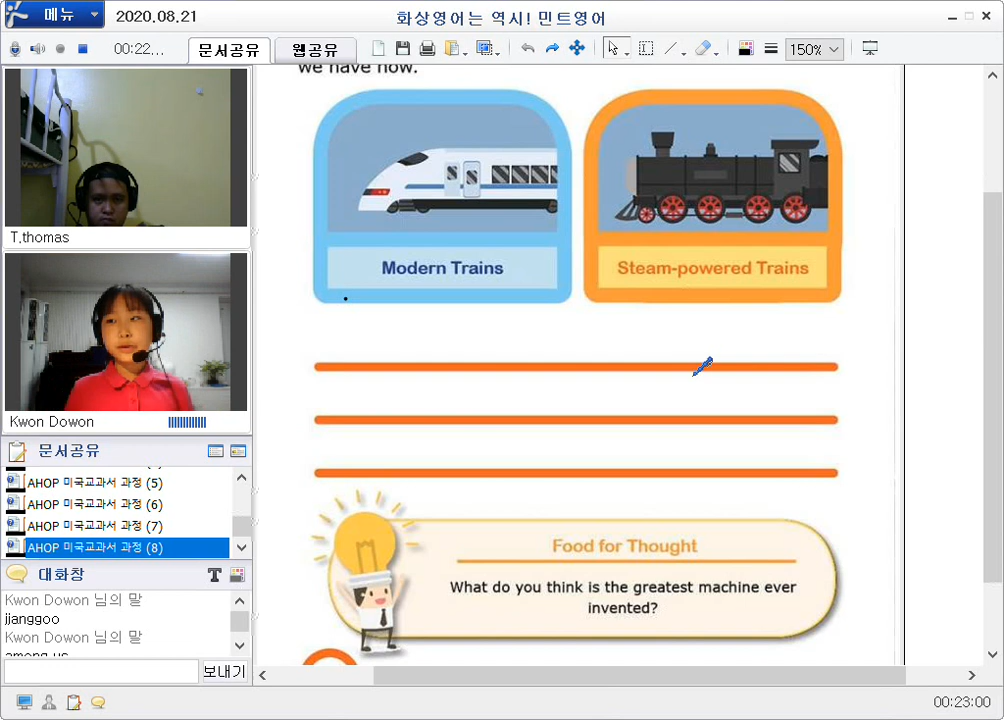 메뉴
2020.08.21
화상영어는 역시! 민트영어
00:22...
문서공유
웹공유
150%
we have now.
Modern Trains
Steam-powered Trains
T.thomas
Kwon Dowon
문서공유
AHOP 미국교과서 과정 (5)
AHOP 미국교과서 과정 (6)
AHOP 미국교과서 과정 (7)
AHOP 미국교과서 과정 (8)
대화창
T
Kwon Dowon 님의 말
jjanggoo
Kwon Dowon 님의 말
among us
보내기
Food for Thought
What do you think is the greatest machine ever
invented?
00:23:00